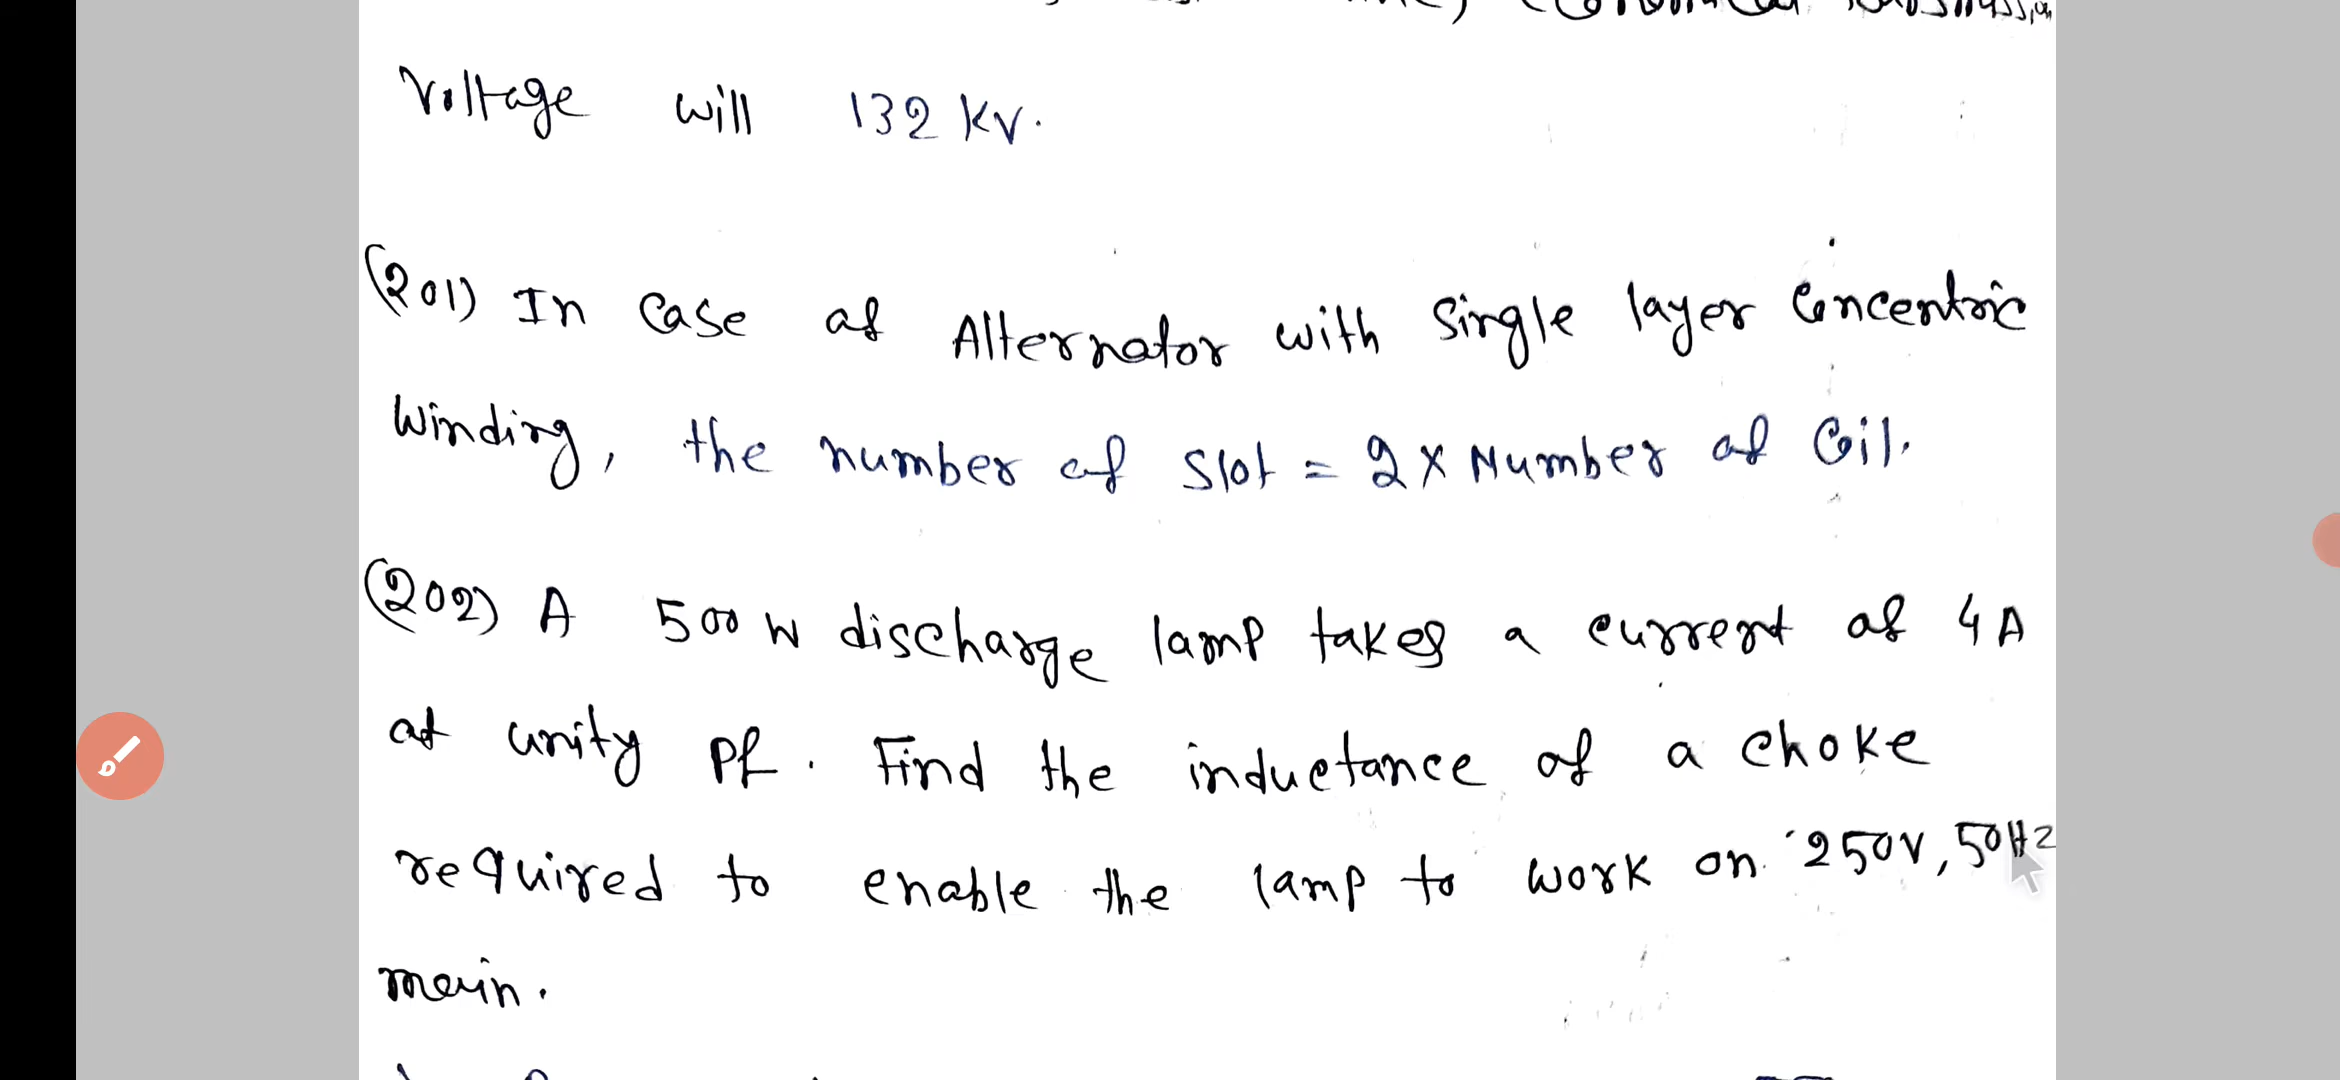 Voltage will 132 KV.
(201) In Case of Alternator with Single layer Concentric
Winding, the number of Slot = 2 x Number of Coil.
(202) A 500 W discharge lamp takes a current of 4A
at unity Pf. Find the inductance of a choke
required to enable the lamp to work on 250V, 50Hz
main.